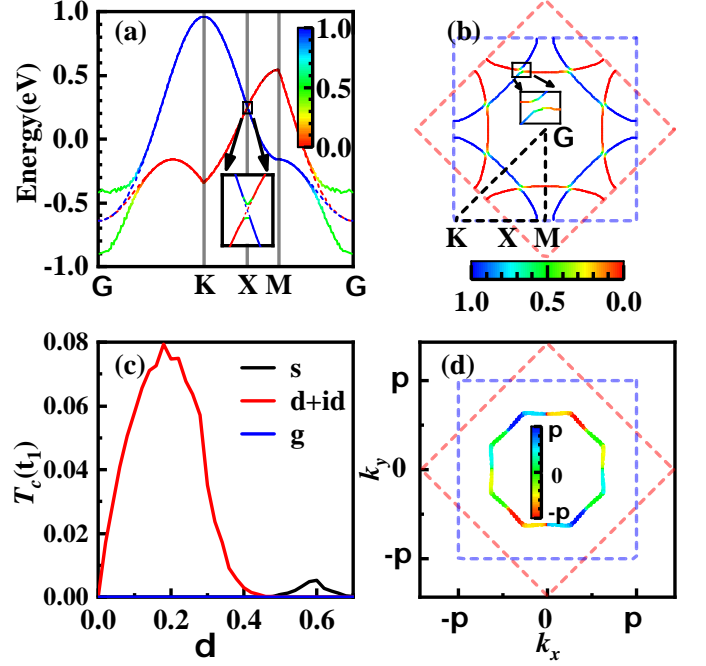 (a)
1.0
0.5
0.0
-0.5
-1.0
Energy(eV)
1.0
0.5
0.0
G K X M G
(b)
G
K X M
1.0 0.5 0.0
(c)
0.08
0.06
0.04
0.02
0.00
T_c(t_1)
s
d+id
g
0.0 0.2 0.4 0.6
d
(d)
p
0
-p
k_y
p
0
-p
-p 0 p
k_x